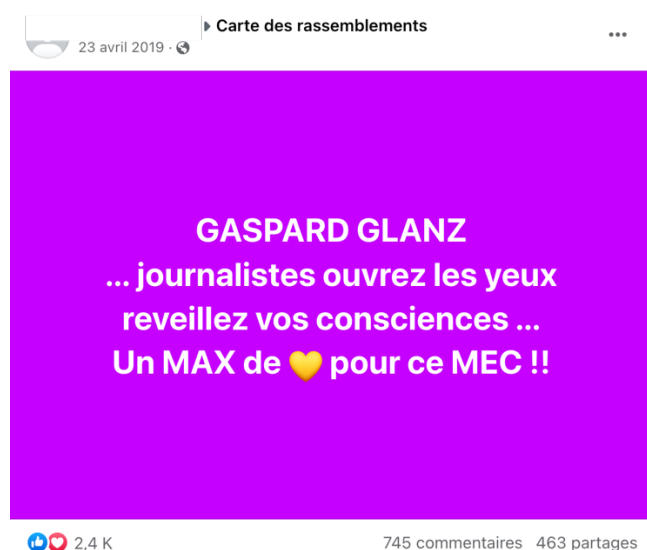 Carte des rassemblements
23 avril 2019 ·
GASPARD GLANZ
... journalistes ouvrez les yeux
reveillez vos consciences ...
Un MAX de 💛 pour ce MEC !!
2,4 K 745 commentaires 463 partages